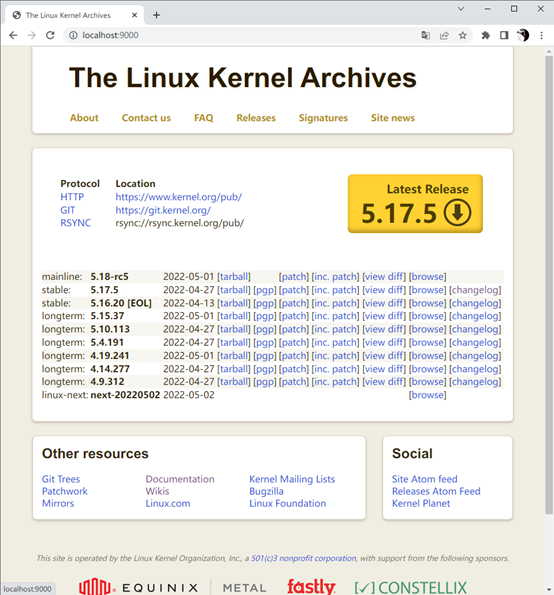 The Linux Kernel Archives
localhost:9000
The Linux Kernel Archives
About Contact us FAQ Releases Signatures Site news
Protocol Location
HTTP https://www.kernel.org/pub/
GIT https://git.kernel.org/
RSYNC rsync://rsync.kernel.org/pub/
Latest Release
5.17.5
mainline: 5.18-rc5 2022-05-01 [tarball] [patch] [inc. patch] [view diff] [browse]
stable: 5.17.5 2022-04-27 [tarball] [pgp] [patch] [inc. patch] [view diff] [browse] [changelog]
stable: 5.16.20 [EOL] 2022-04-13 [tarball] [pgp] [patch] [inc. patch] [view diff] [browse] [changelog]
longterm: 5.15.37 2022-05-01 [tarball] [pgp] [patch] [inc. patch] [view diff] [browse] [changelog]
longterm: 5.10.113 2022-04-27 [tarball] [pgp] [patch] [inc. patch] [view diff] [browse] [changelog]
longterm: 5.4.191 2022-04-27 [tarball] [pgp] [patch] [inc. patch] [view diff] [browse] [changelog]
longterm: 4.19.241 2022-05-01 [tarball] [pgp] [patch] [inc. patch] [view diff] [browse] [changelog]
longterm: 4.14.277 2022-04-27 [tarball] [pgp] [patch] [inc. patch] [view diff] [browse] [changelog]
longterm: 4.9.312 2022-04-27 [tarball] [pgp] [patch] [inc. patch] [view diff] [browse] [changelog]
linux-next: next-20220502 2022-05-02 [browse]
Other resources
Git Trees Documentation Kernel Mailing Lists
Patchwork Wikis Bugzilla
Mirrors Linux.com Linux Foundation
Social
Site Atom feed
Releases Atom Feed
Kernel Planet
This site is operated by the Linux Kernel Organization, Inc., a 501(c)3 nonprofit corporation, with support from the following sponsors.
localhost:9000
EQUINIX METAL fastly CONSTELLIX